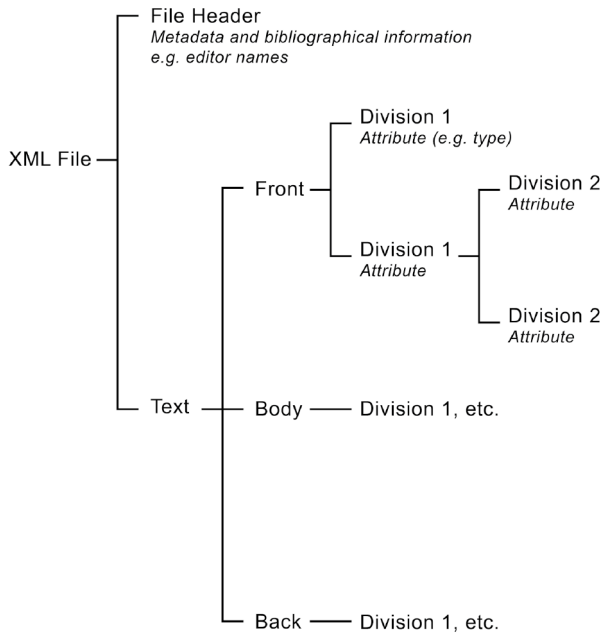 File Header
Metadata and bibliographical information
e.g. editor names
Division 1
Attribute (e.g. type)
XML File
Front
Division 2
Attribute
Division 1
Attribute
Division 2
Attribute
Text
Body
Division 1, etc.
Back
Division 1, etc.